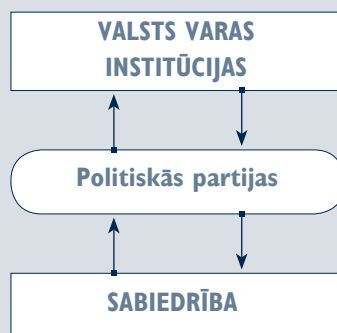 VALSTS VARAS
INSTITŪCIJAS
Politiskās partijas
SABIEDRĪBA